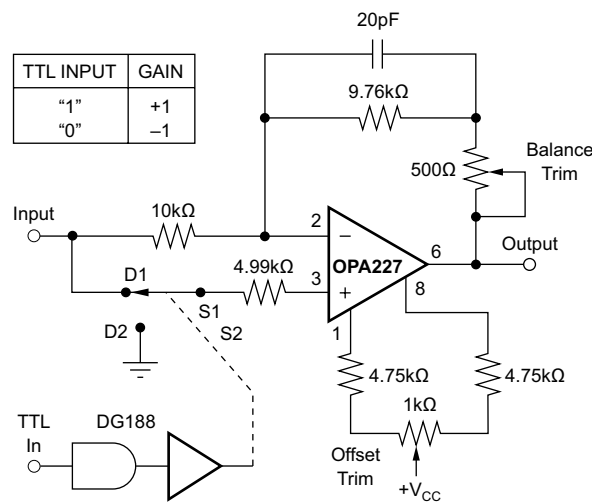 20pF
TTL INPUT GAIN
“1” +1
“0” –1
9.76kΩ
500Ω
Balance
Trim
Input
10kΩ
2
–
6
Output
OPA227
D1
4.99kΩ
3
+
8
S1
D2
S2
1
4.75kΩ
4.75kΩ
TTL
In
DG188
1kΩ
Offset
Trim
+VCC